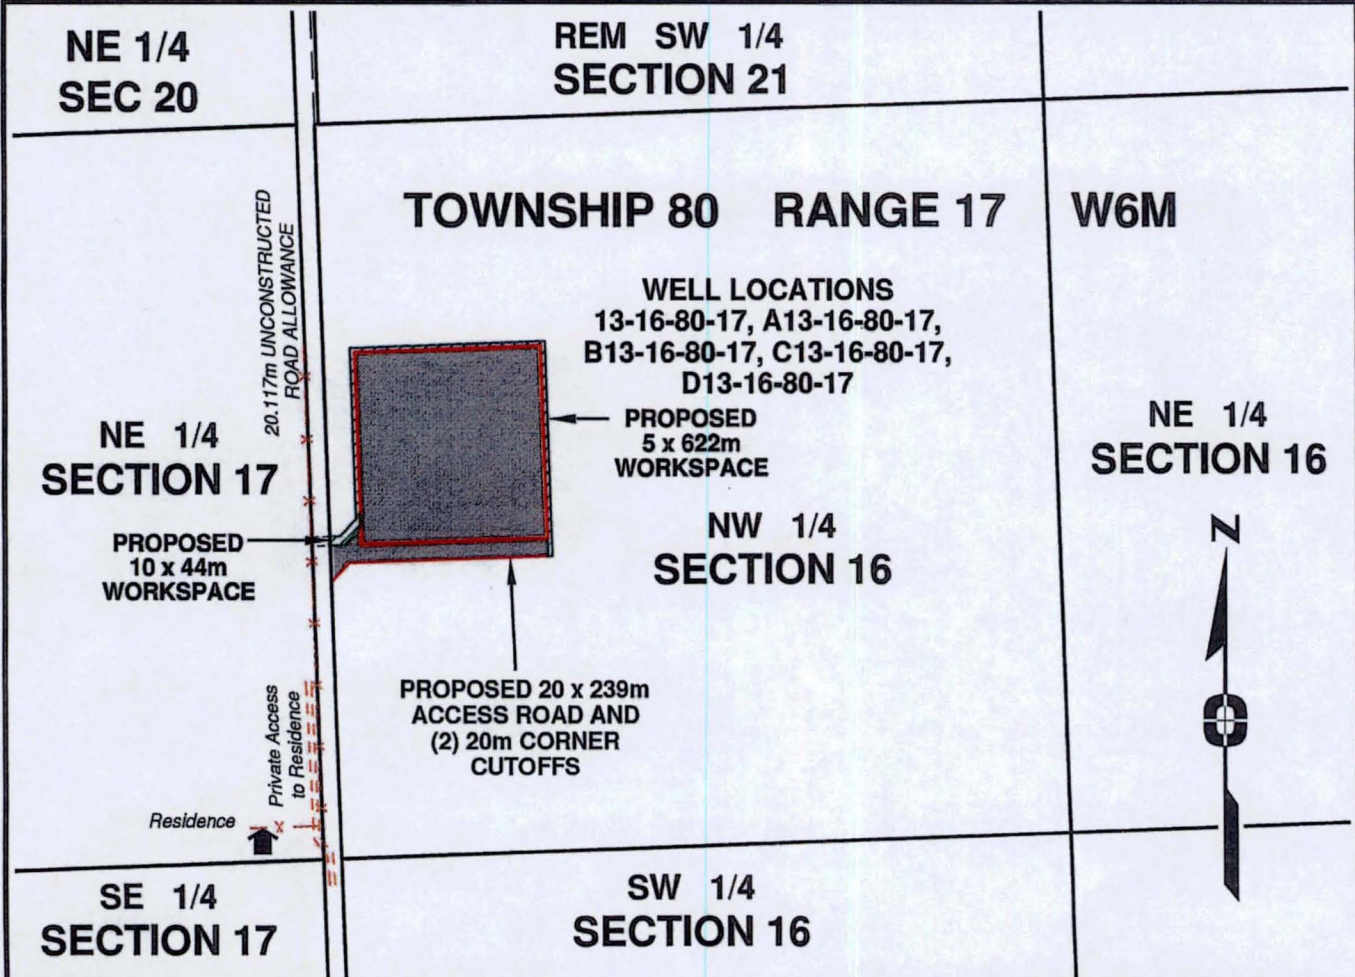 NE 1/4
SEC 20
REM SW 1/4
SECTION 21
TOWNSHIP 80 RANGE 17 W6M
20.117m UNCONSTRUCTED
ROAD ALLOWANCE
WELL LOCATIONS
13-16-80-17, A13-16-80-17,
B13-16-80-17, C13-16-80-17,
D13-16-80-17
PROPOSED
5 x 622m
WORKSPACE
NE 1/4
SECTION 17
NE 1/4
SECTION 16
PROPOSED
10 x 44m
WORKSPACE
NW 1/4
SECTION 16
N
PROPOSED 20 x 239m
ACCESS ROAD AND
(2) 20m CORNER
CUTOFFS
Private Access
to Residence
Residence
SE 1/4
SECTION 17
SW 1/4
SECTION 16